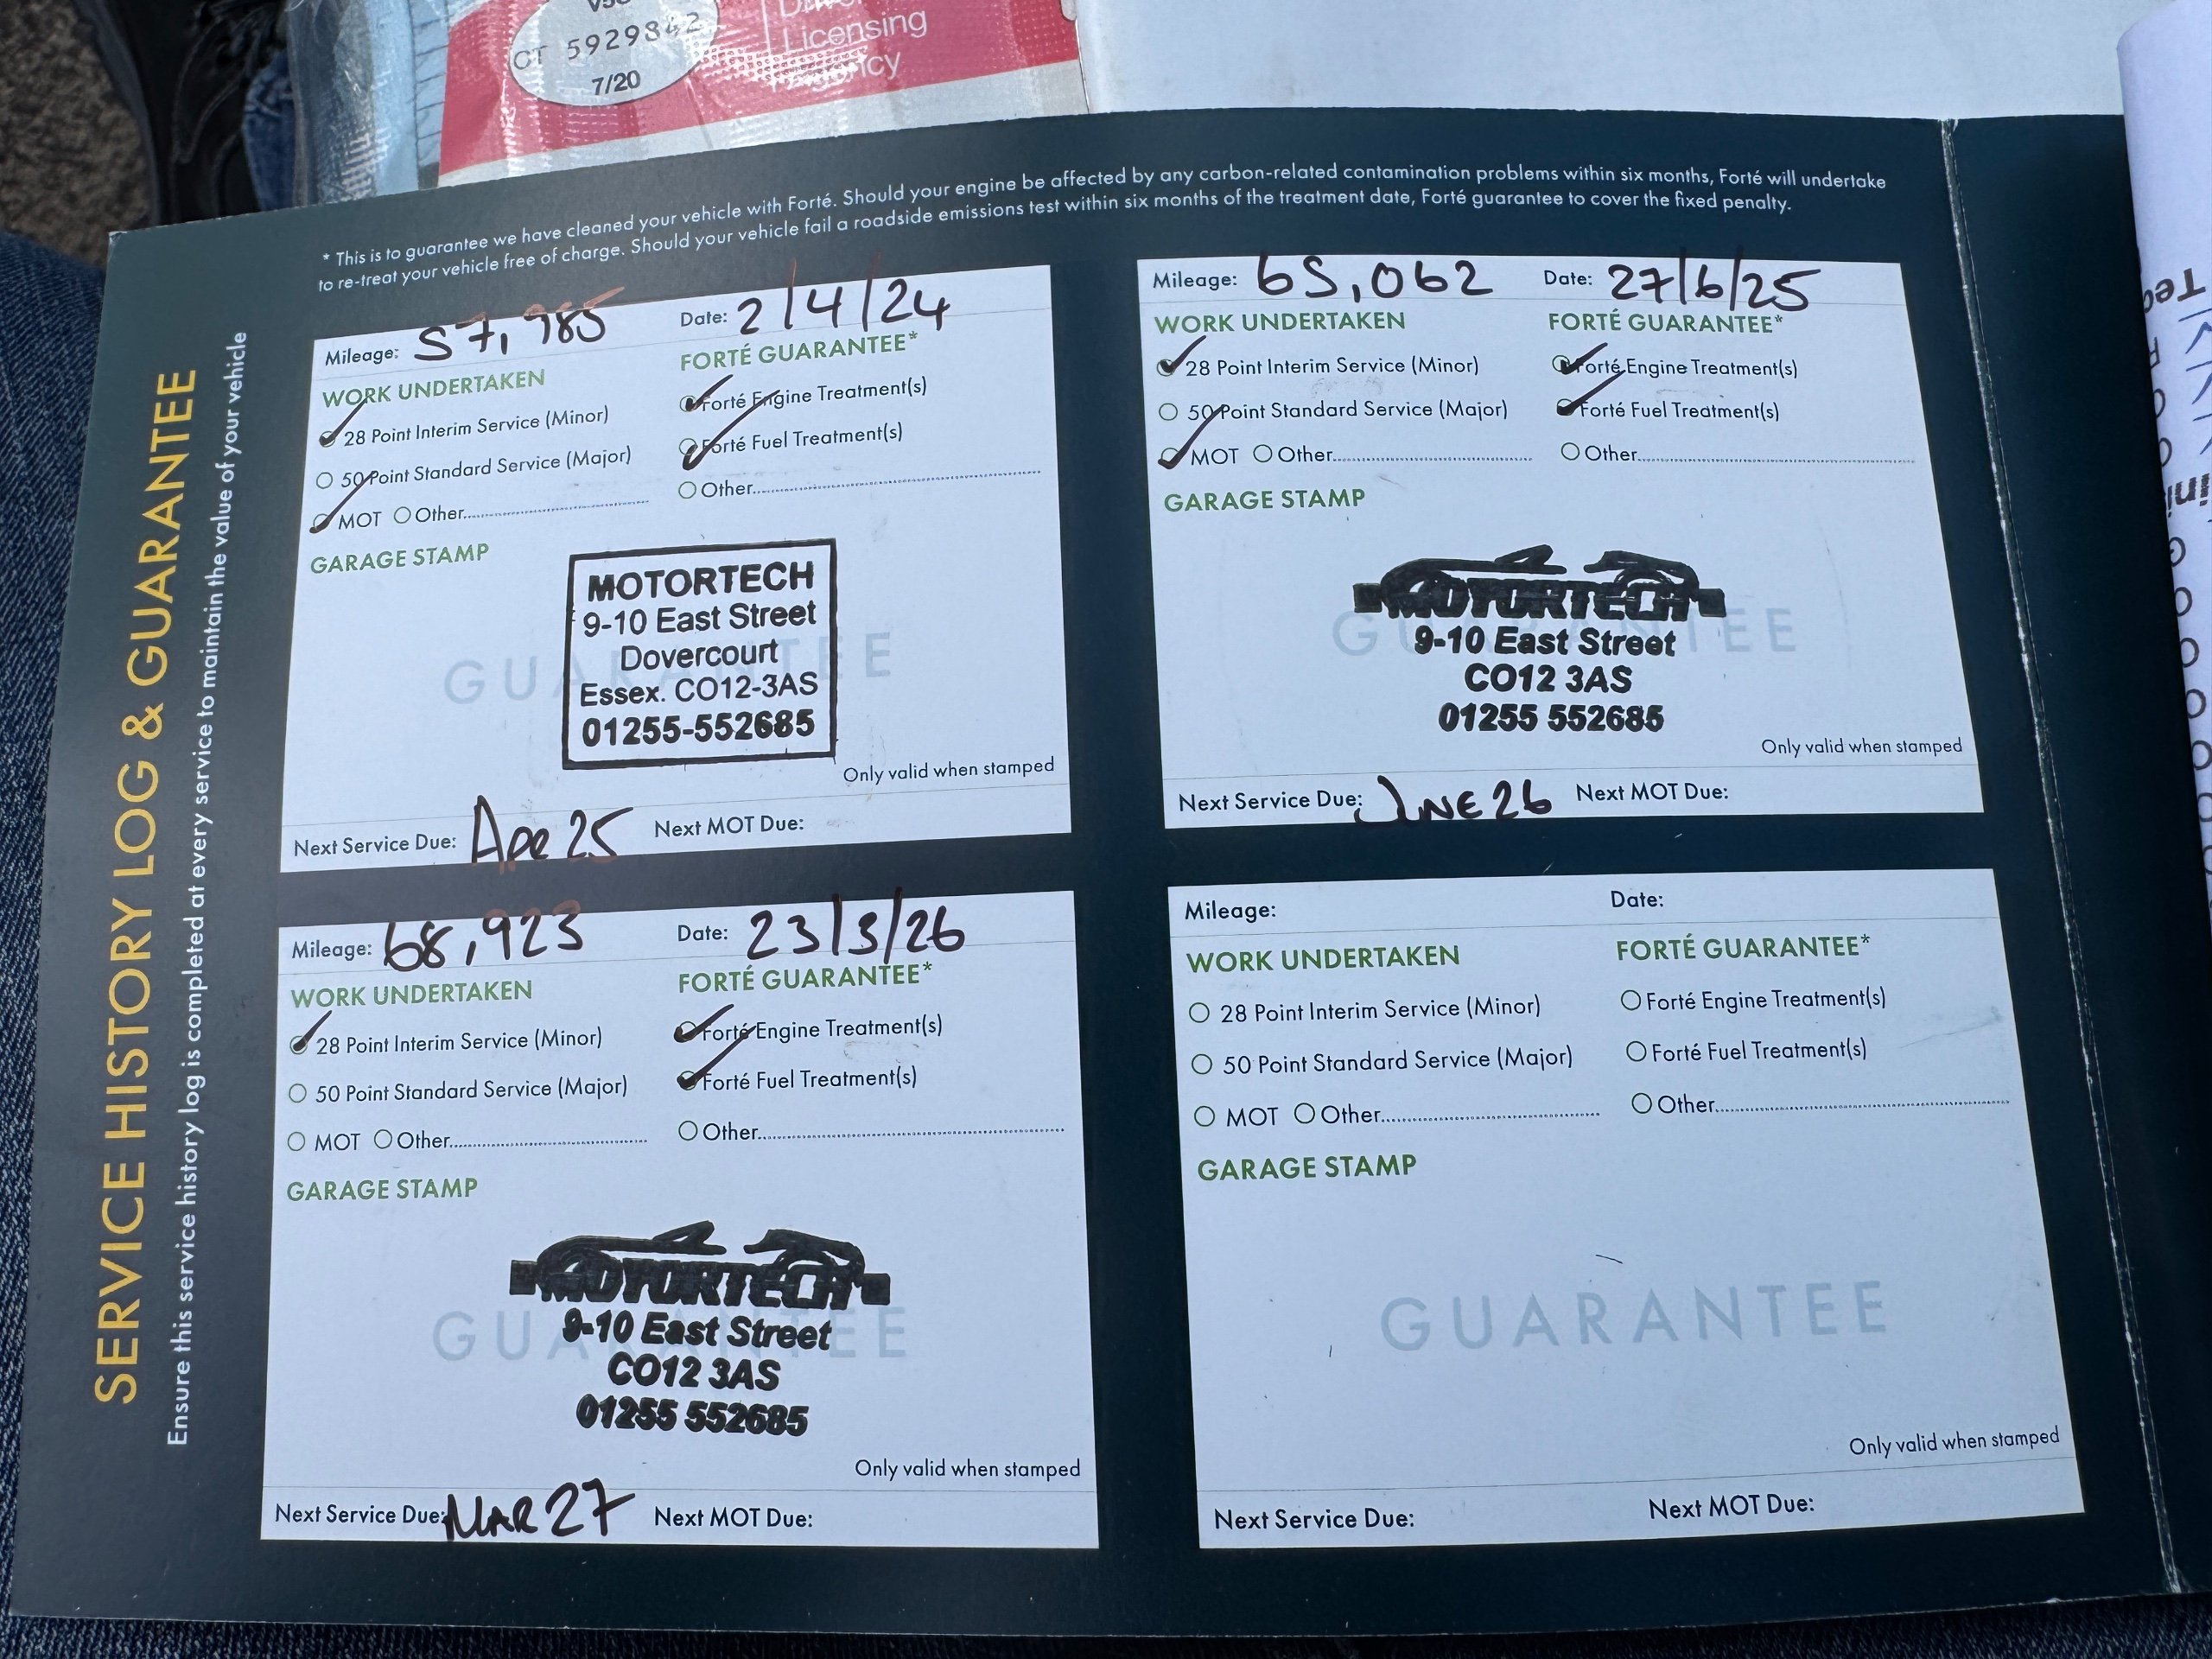 CT 5929842
7/20
Licensing
* This is to guarantee we have cleaned your vehicle with Forté. Should your engine be affected by any carbon-related contamination problems within six months, Forté will undertake
to re-treat your vehicle free of charge. Should your vehicle fail a roadside emissions test within six months of the treatment date, Forté guarantee to cover the fixed penalty.
SERVICE HISTORY LOG & GUARANTEE
Ensure this service history log is completed at every service to maintain the value of your vehicle
Mileage: 57,985 Date: 2/4/24
WORK UNDERTAKEN FORTÉ GUARANTEE*
28 Point Interim Service (Minor) Forté Engine Treatment(s)
50 Point Standard Service (Major) Forté Fuel Treatment(s)
MOT Other Other
GARAGE STAMP
MOTORTECH
9-10 East Street
Dovercourt
Essex. CO12-3AS
01255-552685
GUARANTEE
Only valid when stamped
Next Service Due: Apr 25 Next MOT Due:
Mileage: 65,062 Date: 27/6/25
WORK UNDERTAKEN FORTÉ GUARANTEE*
28 Point Interim Service (Minor) Forté Engine Treatment(s)
50 Point Standard Service (Major) Forté Fuel Treatment(s)
MOT Other Other
GARAGE STAMP
MOTORTECH
GUARANTEE
9-10 East Street
CO12 3AS
01255 552685
Only valid when stamped
Next Service Due: JUNE 26 Next MOT Due:
Mileage: 68,923 Date: 23/3/26
WORK UNDERTAKEN FORTÉ GUARANTEE*
28 Point Interim Service (Minor) Forté Engine Treatment(s)
50 Point Standard Service (Major) Forté Fuel Treatment(s)
MOT Other Other
GARAGE STAMP
MOTORTECH
GUARANTEE
9-10 East Street
CO12 3AS
01255 552685
Only valid when stamped
Next Service Due: MAR 27 Next MOT Due:
Mileage: Date:
WORK UNDERTAKEN FORTÉ GUARANTEE*
28 Point Interim Service (Minor) Forté Engine Treatment(s)
50 Point Standard Service (Major) Forté Fuel Treatment(s)
MOT Other Other
GARAGE STAMP
GUARANTEE
Only valid when stamped
Next Service Due: Next MOT Due: